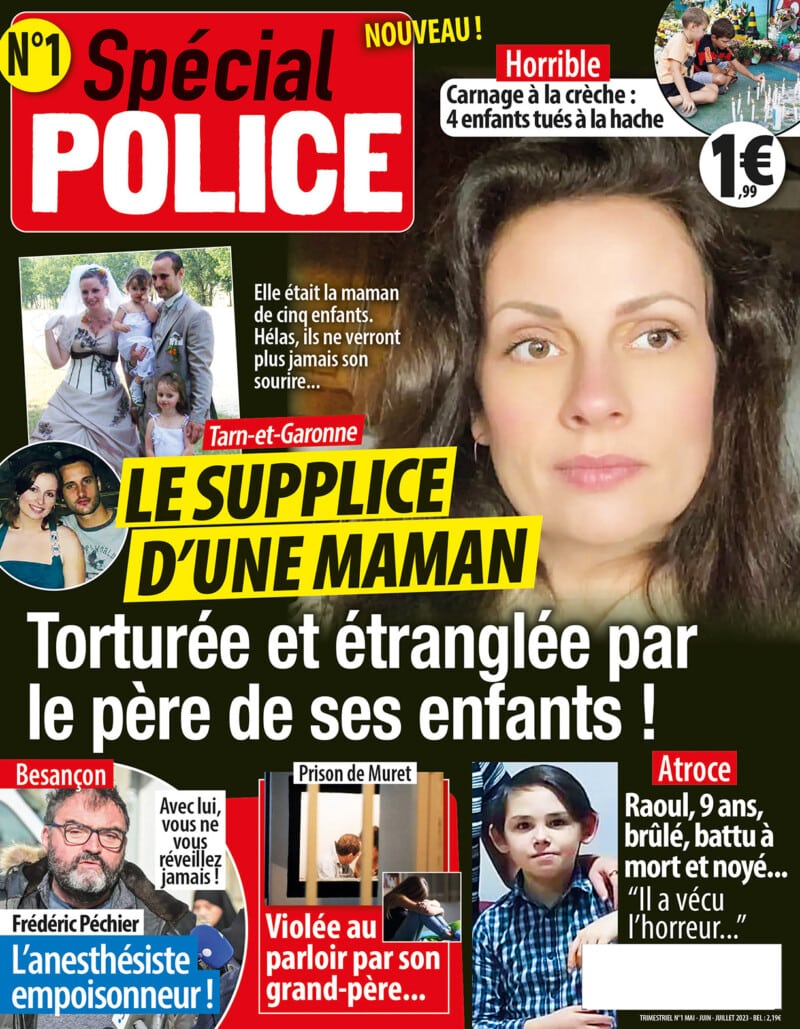 N°1
Spécial
POLICE
NOUVEAU !
Horrible
Carnage à la crèche :
4 enfants tués à la hache
1€
,99
Elle était la maman
de cinq enfants.
Hélas, ils ne verront
plus jamais son
sourire...
Tarn-et-Garonne
LE SUPPLICE
D'UNE MAMAN
Torturée et étranglée par
le père de ses enfants !
Besançon
Avec lui,
vous ne
vous
réveillez
jamais !
Frédéric Péchier
L'anesthésiste
empoisonneur !
Prison de Muret
Violée au
parloir par son
grand-père...
Atroce
Raoul, 9 ans,
brûlé, battu à
mort et noyé...
“Il a vécu
l'horreur...”
TRIMESTRIEL N°1 MAI - JUIN - JUILLET 2023 - BEL : 2,19€